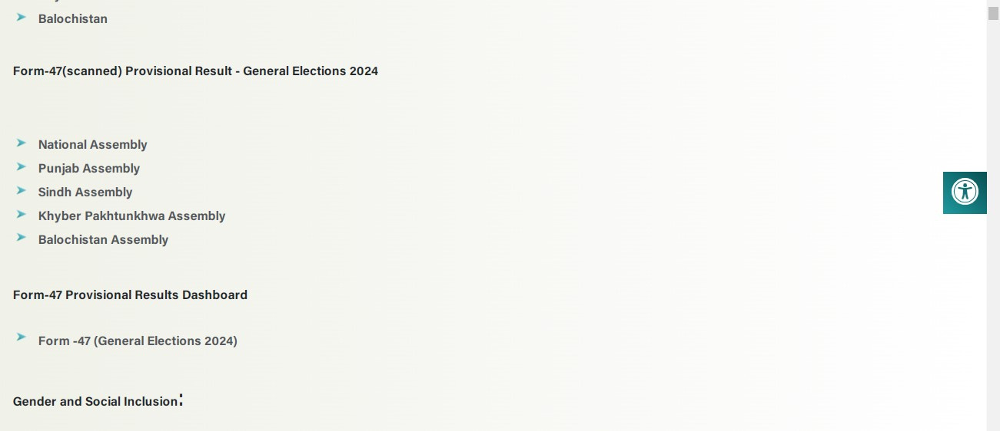 Balochistan
Form-47(scanned) Provisional Result - General Elections 2024
National Assembly
Punjab Assembly
Sindh Assembly
Khyber Pakhtunkhwa Assembly
Balochistan Assembly
Form-47 Provisional Results Dashboard
Form -47 (General Elections 2024)
Gender and Social Inclusion: